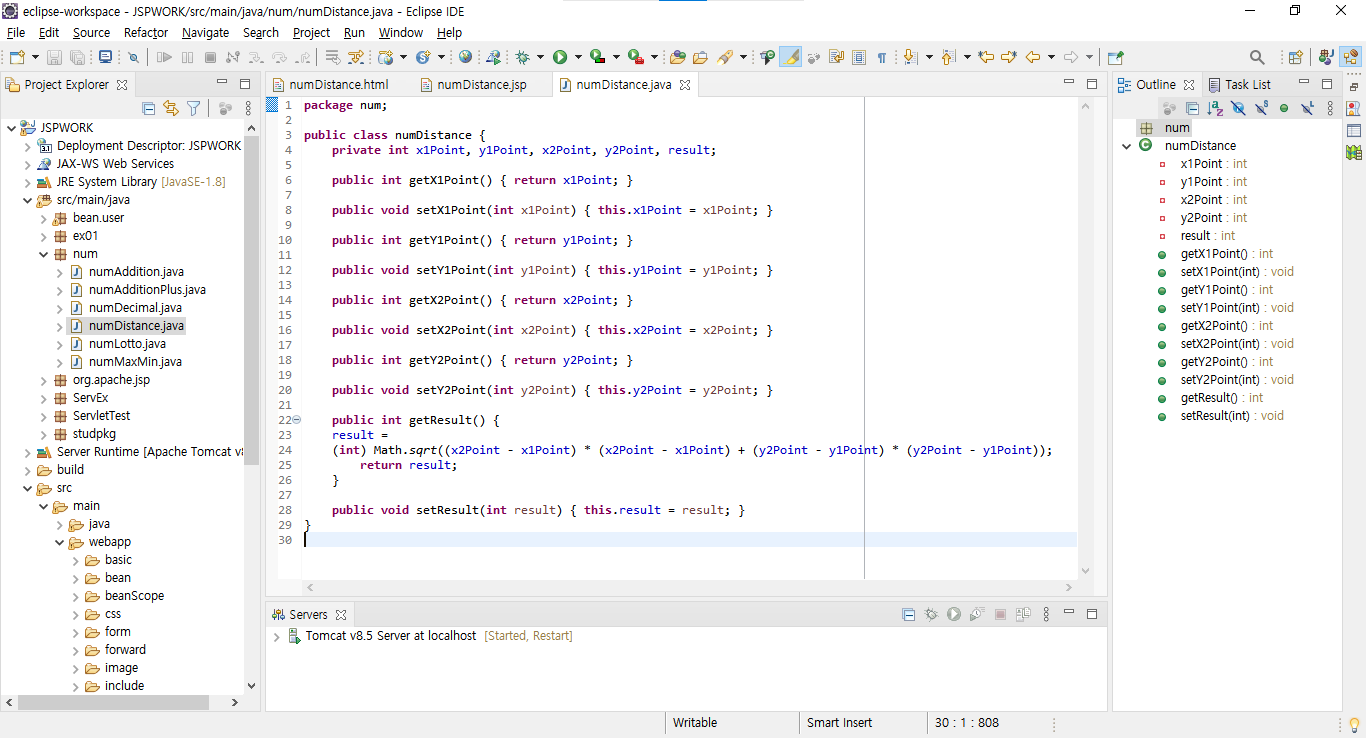 eclipse-workspace - JSPWORK/src/main/java/num/numDistance.java - Eclipse IDE
File Edit Source Refactor Navigate Search Project Run Window Help
Project Explorer
JSPWORK
Deployment Descriptor: JSPWORK
JAX-WS Web Services
JRE System Library [JavaSE-1.8]
src/main/java
bean.user
ex01
num
numAddition.java
numAdditionPlus.java
numDecimal.java
numDistance.java
numLotto.java
numMaxMin.java
org.apache.jsp
ServEx
ServletTest
studpkg
Server Runtime [Apache Tomcat v
build
src
main
java
webapp
basic
bean
beanScope
css
form
forward
image
include
numDistance.html numDistance.jsp numDistance.java
1 package num;
2
3 public class numDistance {
4 private int x1Point, y1Point, x2Point, y2Point, result;
5
6 public int getX1Point() { return x1Point; }
7
8 public void setX1Point(int x1Point) { this.x1Point = x1Point; }
9
10 public int getY1Point() { return y1Point; }
11
12 public void setY1Point(int y1Point) { this.y1Point = y1Point; }
13
14 public int getX2Point() { return x2Point; }
15
16 public void setX2Point(int x2Point) { this.x2Point = x2Point; }
17
18 public int getY2Point() { return y2Point; }
19
20 public void setY2Point(int y2Point) { this.y2Point = y2Point; }
21
22 public int getResult() {
23 result =
24 (int) Math.sqrt((x2Point - x1Point) * (x2Point - x1Point) + (y2Point - y1Point) * (y2Point - y1Point));
25 return result;
26 }
27
28 public void setResult(int result) { this.result = result; }
29 }
30
Servers
Tomcat v8.5 Server at localhost [Started, Restart]
Outline Task List
num
numDistance
x1Point : int
y1Point : int
x2Point : int
y2Point : int
result : int
getX1Point() : int
setX1Point(int) : void
getY1Point() : int
setY1Point(int) : void
getX2Point() : int
setX2Point(int) : void
getY2Point() : int
setY2Point(int) : void
getResult() : int
setResult(int) : void
Writable Smart Insert 30 : 1 : 808